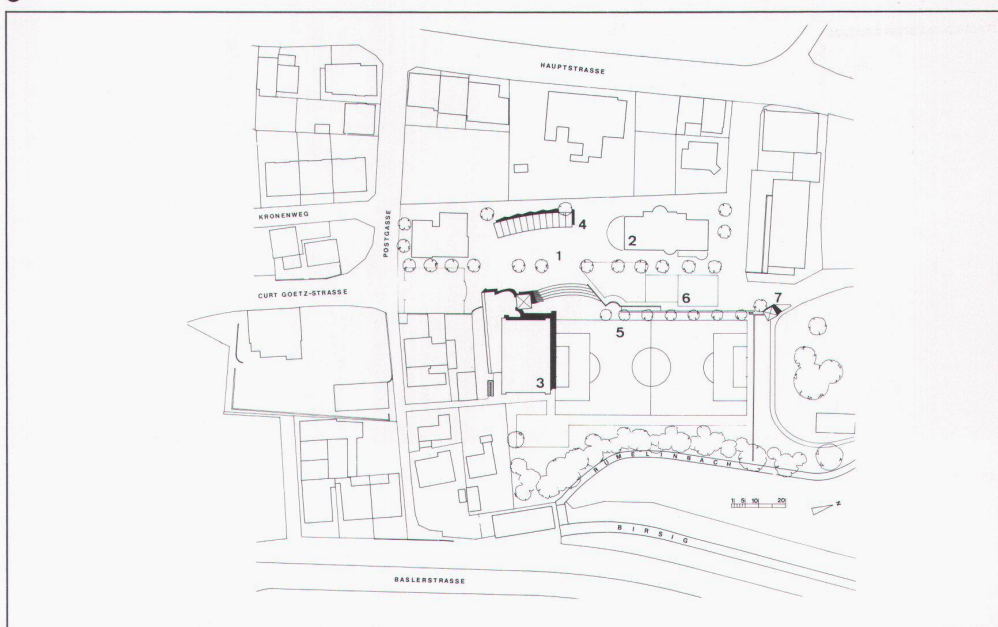 HAUPTSTRASSE
KRONENWEG
POSTGASSE
4
2
1
CURT GOETZ-STRASSE
6
7
5
3
RÜMELINBACH
1 5 10 20
N
BIRSIG
BASLERSTRASSE